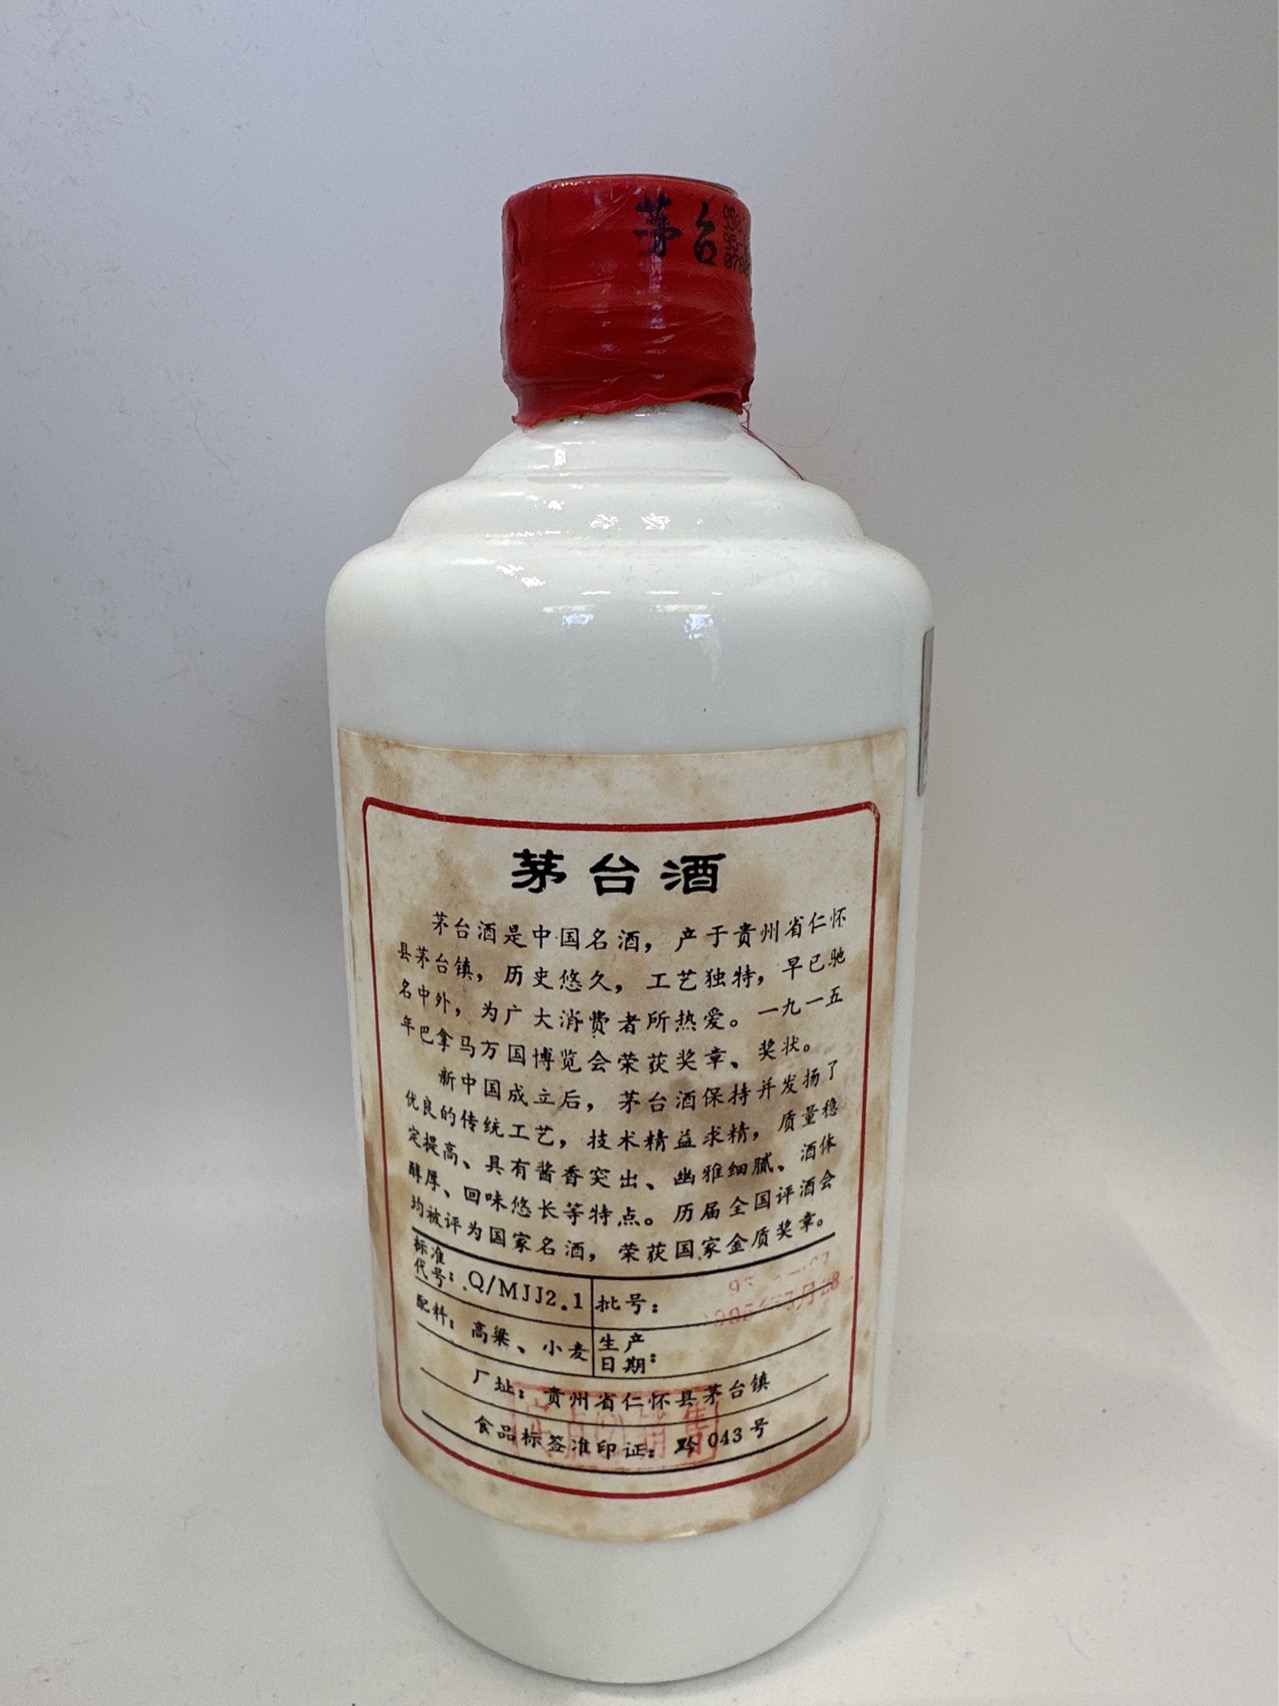 茅台
茅台酒
茅台酒是中国名酒，产于贵州省仁怀
县茅台镇，历史悠久，工艺独特，早已驰
名中外，为广大消费者所热爱。一九一五
年巴拿马万国博览会荣获奖章、奖状。
新中国成立后，茅台酒保持并发扬了
优良的传统工艺，技术精益求精，质量稳
定提高、具有酱香突出、幽雅细腻、酒体
醇厚、回味悠长等特点。历届全国评酒会
均被评为国家名酒，荣获国家金质奖章。
标准代号：Q/MJJ2.1 批号：
配料：高粱、小麦 生产日期：
厂址：贵州省仁怀县茅台镇
食品标签准印证：黔043号
销售